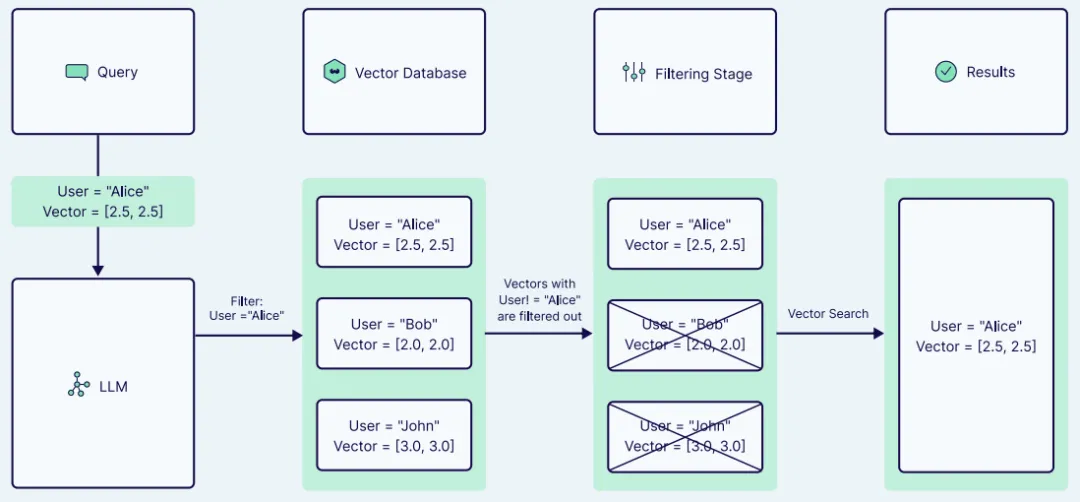 Query
Vector Database
Filtering Stage
Results
User = "Alice"
Vector = [2.5, 2.5]
LLM
Filter:
User ="Alice"
User = "Alice"
Vector = [2.5, 2.5]
User = "Bob"
Vector = [2.0, 2.0]
User = "John"
Vector = [3.0, 3.0]
Vectors with
User! = "Alice"
are filtered out
User = "Alice"
Vector = [2.5, 2.5]
User = "Bob"
Vector = [2.0, 2.0]
User = "John"
Vector = [3.0, 3.0]
Vector Search
User = "Alice"
Vector = [2.5, 2.5]